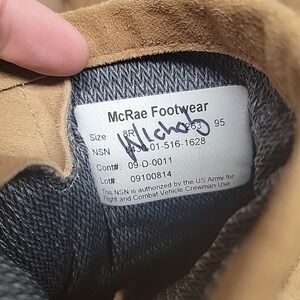 McRae Footwear
Size 8R 95
NSN 01-516-1628
Cont#: 09-D-0011
Lot#: 09100814
This NSN is authorized by the US Army for
Flight and Combat Vehicle Crewman Use